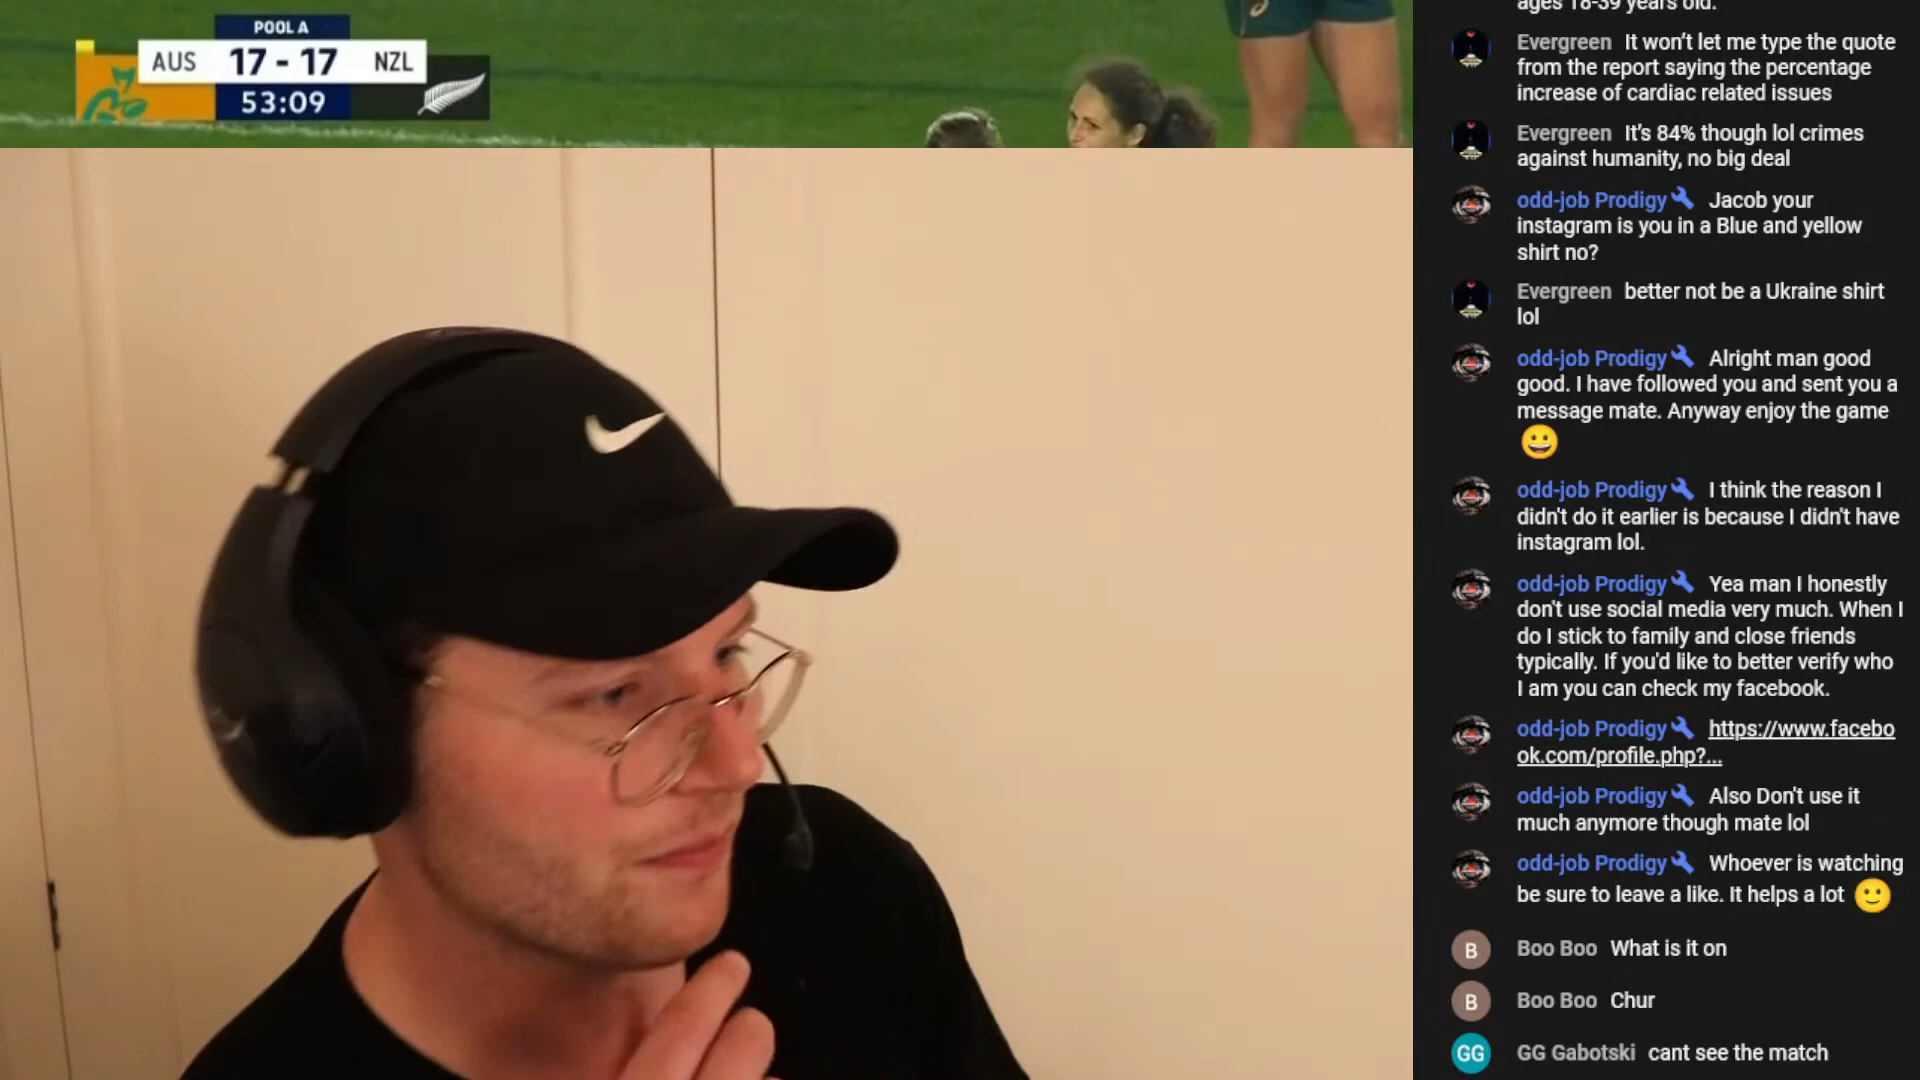 POOL A
AUS 17 - 17 NZL
53:09
ages 18-39 years old.
Evergreen It won't let me type the quote
from the report saying the percentage
increase of cardiac related issues
Evergreen It's 84% though lol crimes
against humanity, no big deal
odd-job Prodigy Jacob your
instagram is you in a Blue and yellow
shirt no?
Evergreen better not be a Ukraine shirt
lol
odd-job Prodigy Alright man good
good. I have followed you and sent you a
message mate. Anyway enjoy the game
odd-job Prodigy I think the reason I
didn't do it earlier is because I didn't have
instagram lol.
odd-job Prodigy Yea man I honestly
don't use social media very much. When I
do I stick to family and close friends
typically. If you'd like to better verify who
I am you can check my facebook.
odd-job Prodigy https://www.facebo
ok.com/profile.php?...
odd-job Prodigy Also Don't use it
much anymore though mate lol
odd-job Prodigy Whoever is watching
be sure to leave a like. It helps a lot
B Boo Boo What is it on
B Boo Boo Chur
GG GG Gabotski cant see the match